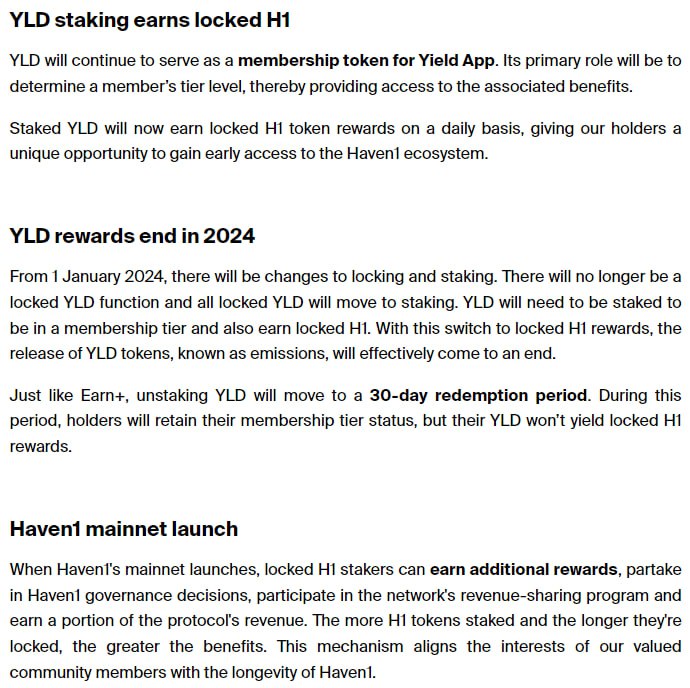 YLD staking earns locked H1
YLD will continue to serve as a membership token for Yield App. Its primary role will be to
determine a member’s tier level, thereby providing access to the associated benefits.
Staked YLD will now earn locked H1 token rewards on a daily basis, giving our holders a
unique opportunity to gain early access to the Haven1 ecosystem.
YLD rewards end in 2024
From 1 January 2024, there will be changes to locking and staking. There will no longer be a
locked YLD function and all locked YLD will move to staking. YLD will need to be staked to
be in a membership tier and also earn locked H1. With this switch to locked H1 rewards, the
release of YLD tokens, known as emissions, will effectively come to an end.
Just like Earn+, unstaking YLD will move to a 30-day redemption period. During this
period, holders will retain their membership tier status, but their YLD won’t yield locked H1
rewards.
Haven1 mainnet launch
When Haven1's mainnet launches, locked H1 stakers can earn additional rewards, partake
in Haven1 governance decisions, participate in the network's revenue-sharing program and
earn a portion of the protocol's revenue. The more H1 tokens staked and the longer they're
locked, the greater the benefits. This mechanism aligns the interests of our valued
community members with the longevity of Haven1.